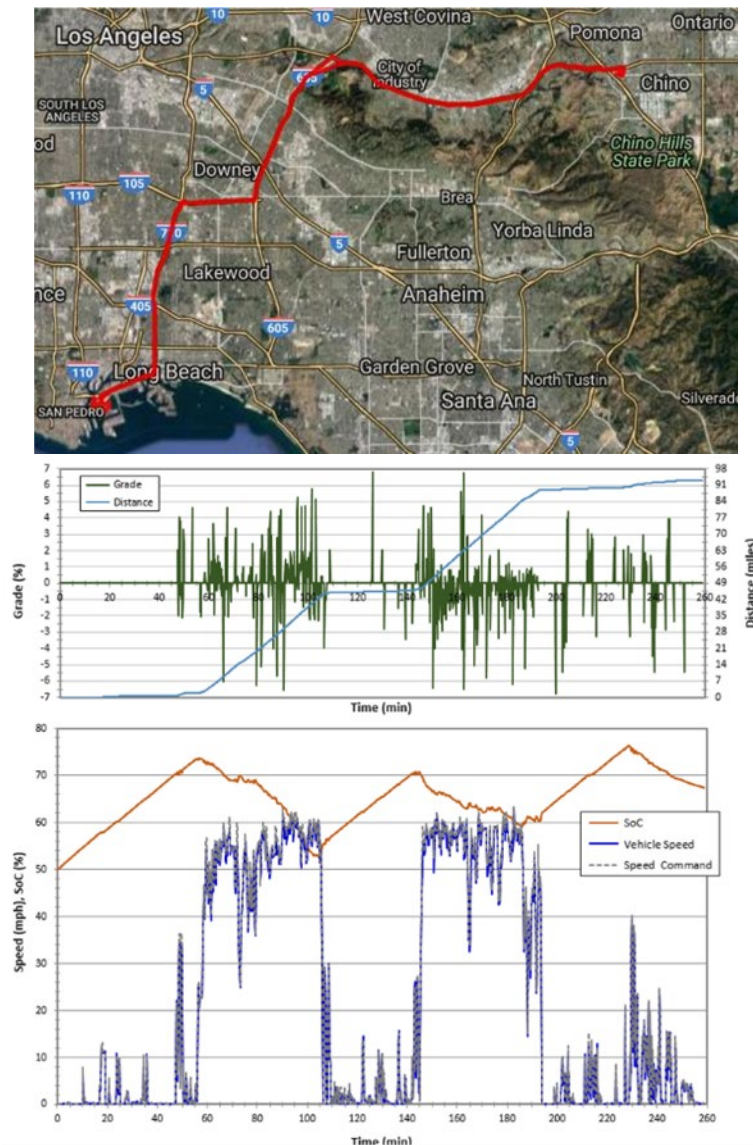 10
10
West Covina
Los Angeles
Pomona
Ontario
605
City of
Industry
5
Chino
SOUTH LOS
ANGELES
Chino Hills
State Park
od
Downey
110
105
Brea
710
Yorba Linda
5
Fullerton
Lakewood
nce
Anaheim
405
605
110
Long Beach
Garden Grove
North Tustin
SAN PEDRO
Santa Ana
Silverado
5
7
6
5
4
3
2
1
0
-1
-2
-3
-4
-5
-6
-7
Grade (%)
Grade
Distance
98
91
84
77
70
63
56
49
42
35
28
21
14
7
0
Distance (miles)
0 20 40 60 80 100 120 140 160 180 200 220 240 260
Time (min)
80
70
60
50
40
30
20
10
0
Speed (mph), SoC (%)
SoC
Vehicle Speed
Speed Command
0 20 40 60 80 100 120 140 160 180 200 220 240 260
Time (min)